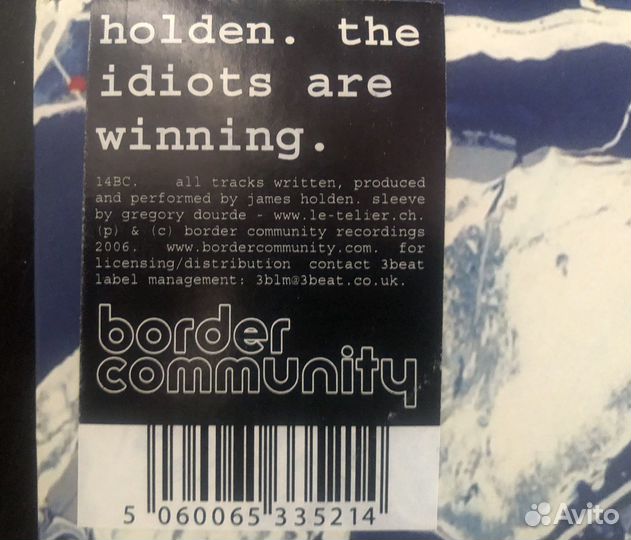 holden. the
idiots are
winning.
14BC. all tracks written, produced
and performed by james holden. sleeve
by gregory dourde - www.le-telier.ch.
(p) & (c) border community recordings
2006. www.bordercommunity.com. for
licensing/distribution contact 3beat
label management: 3blm@3beat.co.uk.
border
community
5 060065 335214
Avito